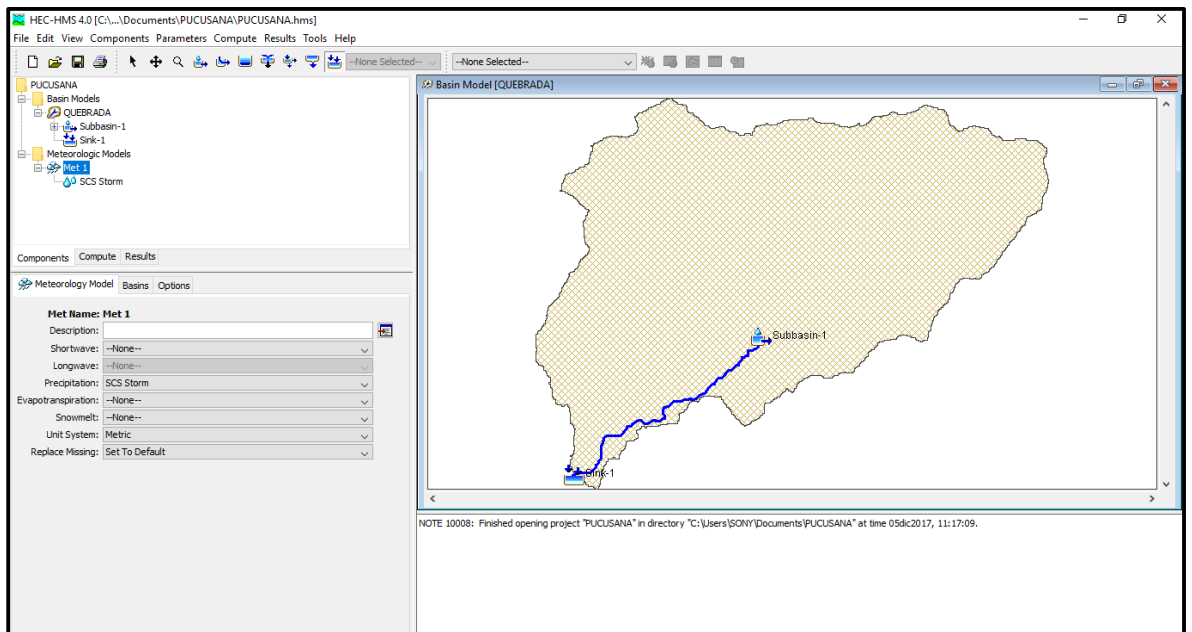 HEC-HMS 4.0 [C:\...\Documents\PUCUSANA\PUCUSANA.hms]
File Edit View Components Parameters Compute Results Tools Help
--None Selected-- --None Selected--
PUCUSANA
Basin Models
QUEBRADA
Subbasin-1
Sink-1
Meteorologic Models
Met 1
SCS Storm
Components Compute Results
Meteorology Model Basins Options
Met Name: Met 1
Description:
Shortwave: --None--
Longwave: --None--
Precipitation: SCS Storm
Evapotranspiration: --None--
Snowmelt: --None--
Unit System: Metric
Replace Missing: Set To Default
Basin Model [QUEBRADA]
Subbasin-1
Sink-1
NOTE 10008: Finished opening project "PUCUSANA" in directory "C:\Users\SONY\Documents\PUCUSANA" at time 05dic2017, 11:17:09.